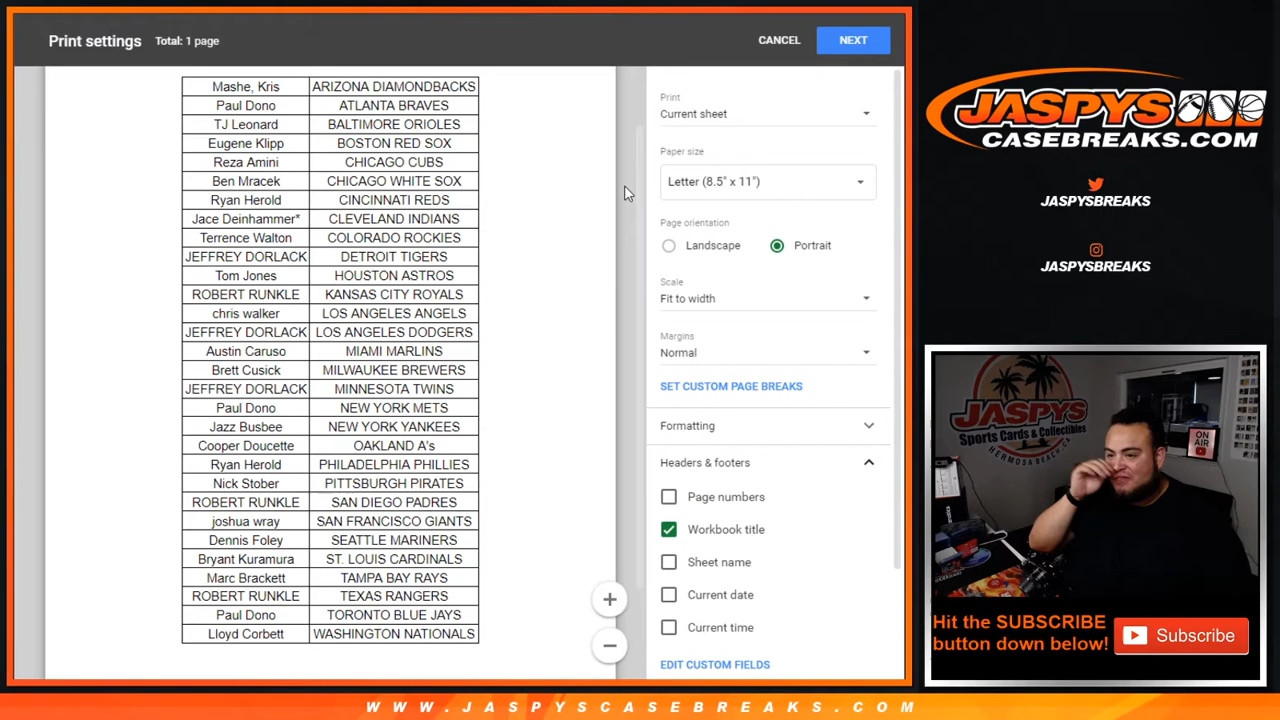 Print settings Total: 1 page CANCEL NEXT
Mashe, Kris ARIZONA DIAMONDBACKS
Paul Dono ATLANTA BRAVES
TJ Leonard BALTIMORE ORIOLES
Eugene Klipp BOSTON RED SOX
Reza Amini CHICAGO CUBS
Ben Mracek CHICAGO WHITE SOX
Ryan Herold CINCINNATI REDS
Jace Deinhammer* CLEVELAND INDIANS
Terrence Walton COLORADO ROCKIES
JEFFREY DORLACK DETROIT TIGERS
Tom Jones HOUSTON ASTROS
ROBERT RUNKLE KANSAS CITY ROYALS
chris walker LOS ANGELES ANGELS
JEFFREY DORLACK LOS ANGELES DODGERS
Austin Caruso MIAMI MARLINS
Brett Cusick MILWAUKEE BREWERS
JEFFREY DORLACK MINNESOTA TWINS
Paul Dono NEW YORK METS
Jazz Busbee NEW YORK YANKEES
Cooper Doucette OAKLAND A's
Ryan Herold PHILADELPHIA PHILLIES
Nick Stober PITTSBURGH PIRATES
ROBERT RUNKLE SAN DIEGO PADRES
joshua wray SAN FRANCISCO GIANTS
Dennis Foley SEATTLE MARINERS
Bryant Kuramura ST. LOUIS CARDINALS
Marc Brackett TAMPA BAY RAYS
ROBERT RUNKLE TEXAS RANGERS
Paul Dono TORONTO BLUE JAYS
Lloyd Corbett WASHINGTON NATIONALS
Print
Current sheet
Paper size
Letter (8.5" x 11")
Page orientation
Landscape Portrait
Scale
Fit to width
Margins
Normal
SET CUSTOM PAGE BREAKS
Formatting
Headers & footers
Page numbers
Workbook title
Sheet name
Current date
Current time
EDIT CUSTOM FIELDS
JASPYS
CASEBREAKS.COM
JASPYSBREAKS
JASPYSBREAKS
JASPYS
Sports Cards & Collectibles
HERMOSA BEACH, CA
ON AIR
Hit the SUBSCRIBE
button down below!
Subscribe
WWW.JASPYSCASEBREAKS.COM